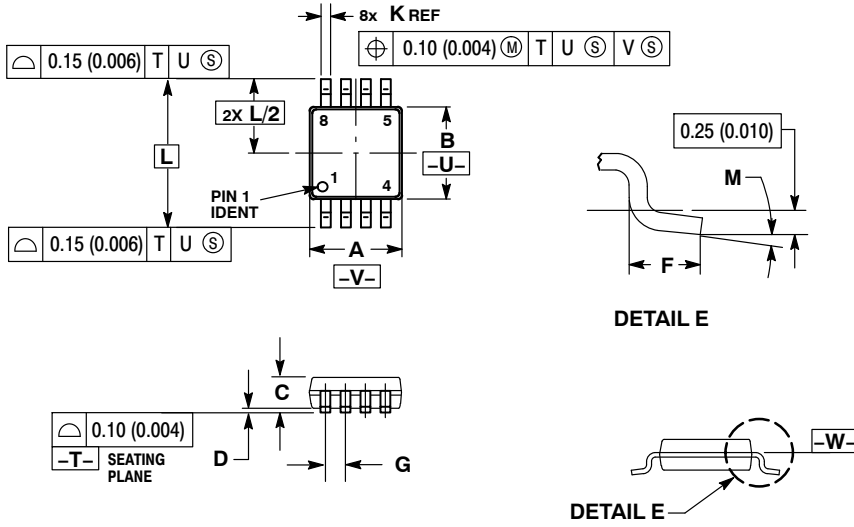 8x K REF
⌖ 0.10 (0.004) Ⓜ T U Ⓢ V Ⓢ
⌓ 0.15 (0.006) T U Ⓢ
2X L/2
8 5
B
–U–
L
1
4
PIN 1
IDENT
⌓ 0.15 (0.006) T U Ⓢ
A
–V–
0.25 (0.010)
M
F
DETAIL E
C
⌓ 0.10 (0.004)
–T– SEATING
PLANE
D
G
–W–
DETAIL E